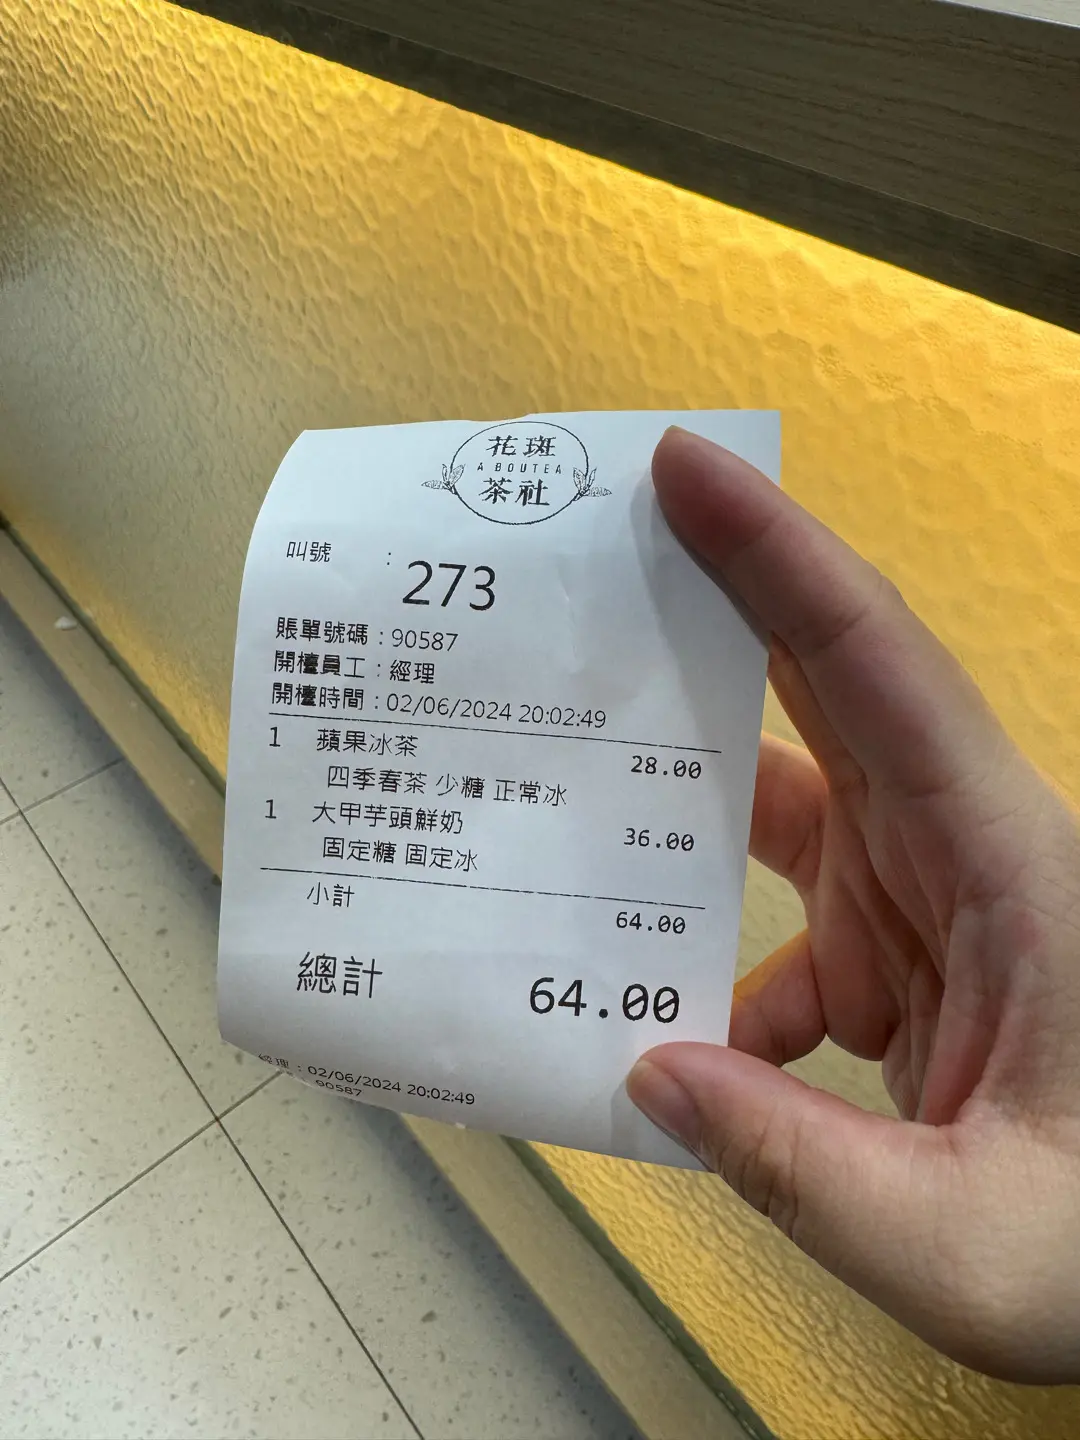 花斑
A BOUTEA
茶社
叫號 : 273
賬單號碼 : 90587
開檯員工 : 經理
開檯時間 : 02/06/2024 20:02:49
1 蘋果冰茶 28.00
四季春茶 少糖 正常冰
1 大甲芋頭鮮奶 36.00
固定糖 固定冰
小計 64.00
總計 64.00
經理 : 02/06/2024 20:02:49
90587